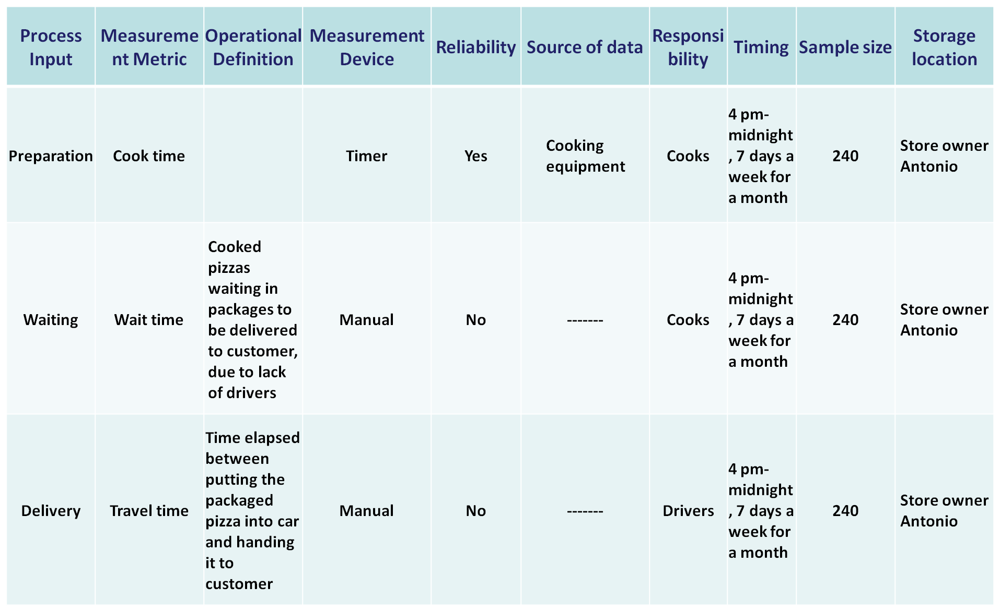 Process
Input
Measureme
nt Metric
Operational
Definition
Measurement
Device
Reliability
Source of data
Responsi
bility
Timing
Sample size
Storage
location
Preparation
Cook time
Timer
Yes
Cooking
equipment
Cooks
4 pm-
midnight
, 7 days a
week for
a month
240
Store owner
Antonio
Waiting
Wait time
Cooked
pizzas
waiting in
packages to
be delivered
to customer,
due to lack
of drivers
Manual
No
-------
Cooks
4 pm-
midnight
, 7 days a
week for
a month
240
Store owner
Antonio
Delivery
Travel time
Time elapsed
between
putting the
packaged
pizza into car
and handing
it to
customer
Manual
No
-------
Drivers
4 pm-
midnight
, 7 days a
week for
a month
240
Store owner
Antonio